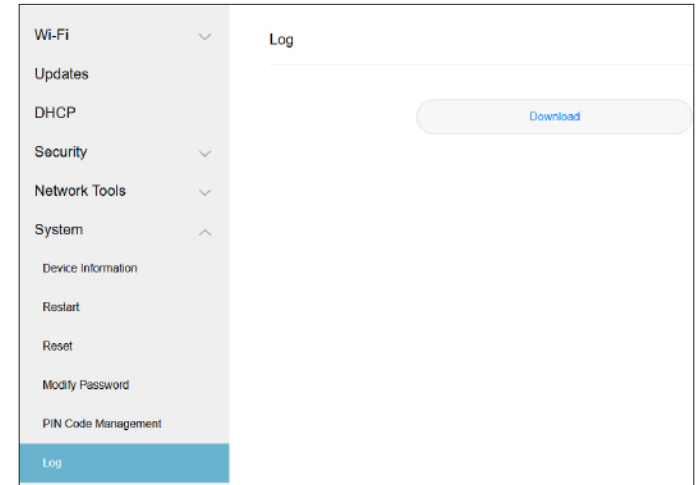 Wi-Fi
Updates
DHCP
Security
Network Tools
System
Device Information
Restart
Reset
Modify Password
PIN Code Management
Log
Log
Download